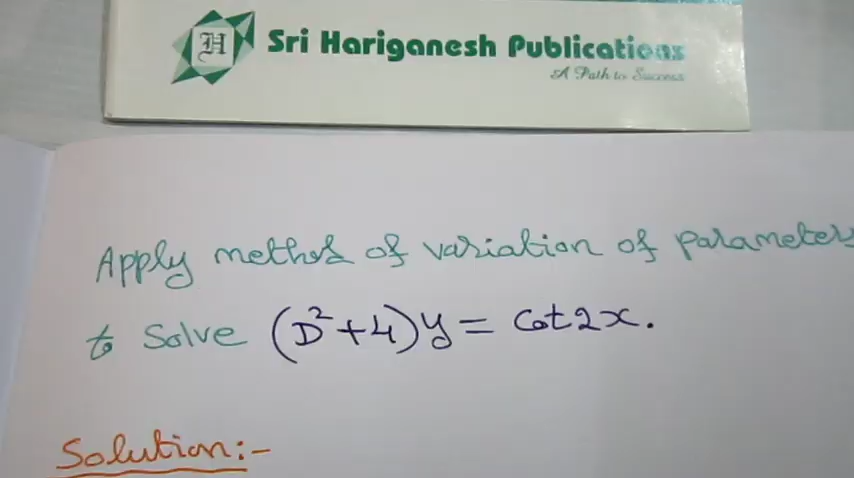 H
Sri Hariganesh Publications
A Path to Success
Apply method of variation of parameters
to Solve (D²+4)y = Cot2x.
Solution:-